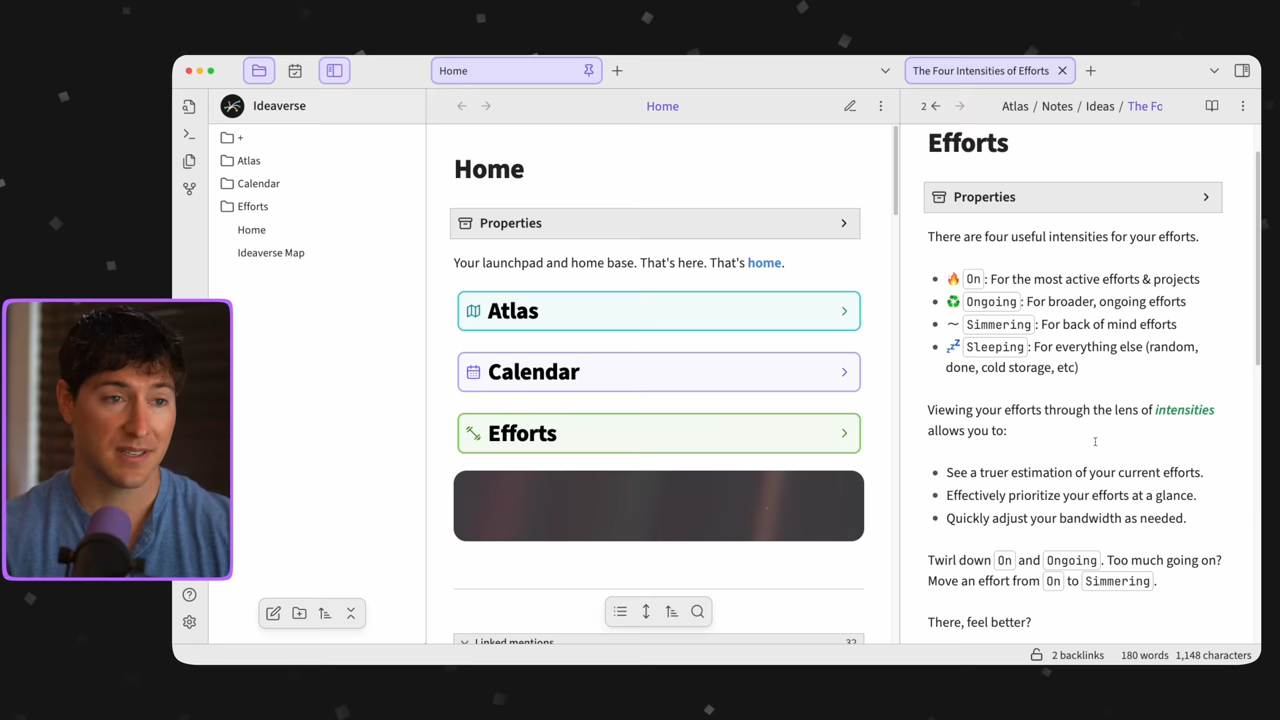 Home
The Four Intensities of Efforts
Ideaverse
Home
2
Atlas / Notes / Ideas / The Fo
+
Atlas
Calendar
Efforts
Home
Ideaverse Map
Home
Properties
Your launchpad and home base. That's here. That's home.
Atlas
Calendar
Efforts
Linked mentions 32
Efforts
Properties
There are four useful intensities for your efforts.
On: For the most active efforts & projects
Ongoing: For broader, ongoing efforts
Simmering: For back of mind efforts
Sleeping: For everything else (random,
done, cold storage, etc)
Viewing your efforts through the lens of intensities
allows you to:
See a truer estimation of your current efforts.
Effectively prioritize your efforts at a glance.
Quickly adjust your bandwidth as needed.
Twirl down On and Ongoing. Too much going on?
Move an effort from On to Simmering.
There, feel better?
2 backlinks 180 words 1,148 characters